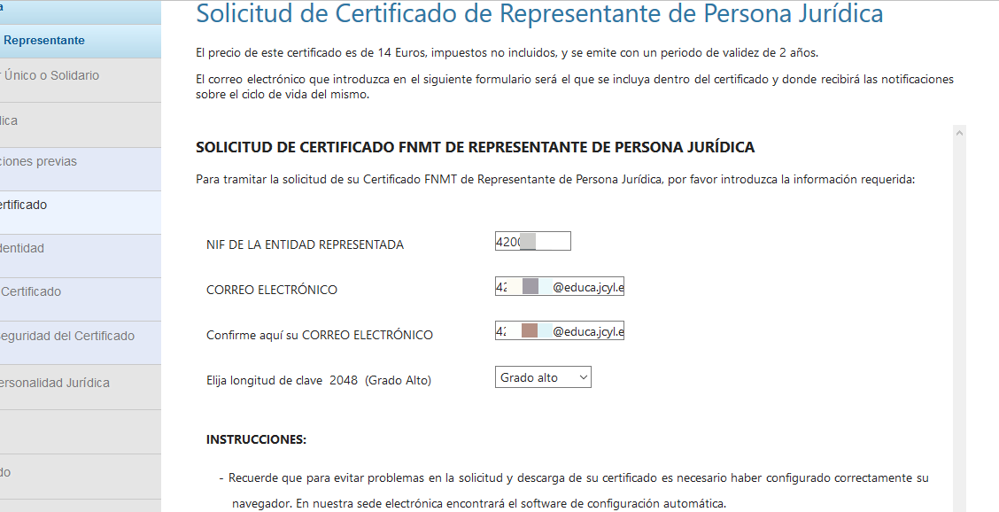 a
Solicitud de Certificado de Representante de Persona Jurídica
Representante
El precio de este certificado es de 14 Euros, impuestos no incluidos, y se emite con un periodo de validez de 2 años.
Único o Solidario
El correo electrónico que introduzca en el siguiente formulario será el que se incluya dentro del certificado y donde recibirá las notificaciones
sobre el ciclo de vida del mismo.
dica
ciones previas
ertificado
dentidad
Certificado
eguridad del Certificado
ersonalidad Jurídica
do
SOLICITUD DE CERTIFICADO FNMT DE REPRESENTANTE DE PERSONA JURÍDICA
Para tramitar la solicitud de su Certificado FNMT de Representante de Persona Jurídica, por favor introduzca la información requerida:
NIF DE LA ENTIDAD REPRESENTADA 4200
CORREO ELECTRÓNICO 42 @educa.jcyl.e
Confirme aquí su CORREO ELECTRÓNICO 42 @educa.jcyl.e
Elija longitud de clave 2048 (Grado Alto) Grado alto
INSTRUCCIONES:
- Recuerde que para evitar problemas en la solicitud y descarga de su certificado es necesario haber configurado correctamente su
navegador. En nuestra sede electrónica encontrará el software de configuración automática.